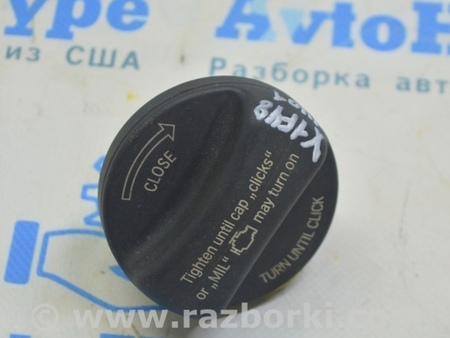 ype
AvtoH
из США
Разборка авт
CLOSE
Tighten until cap „clicks“
or „MIL“ may turn on
TURN UNTIL CLICK
www.razborki.c